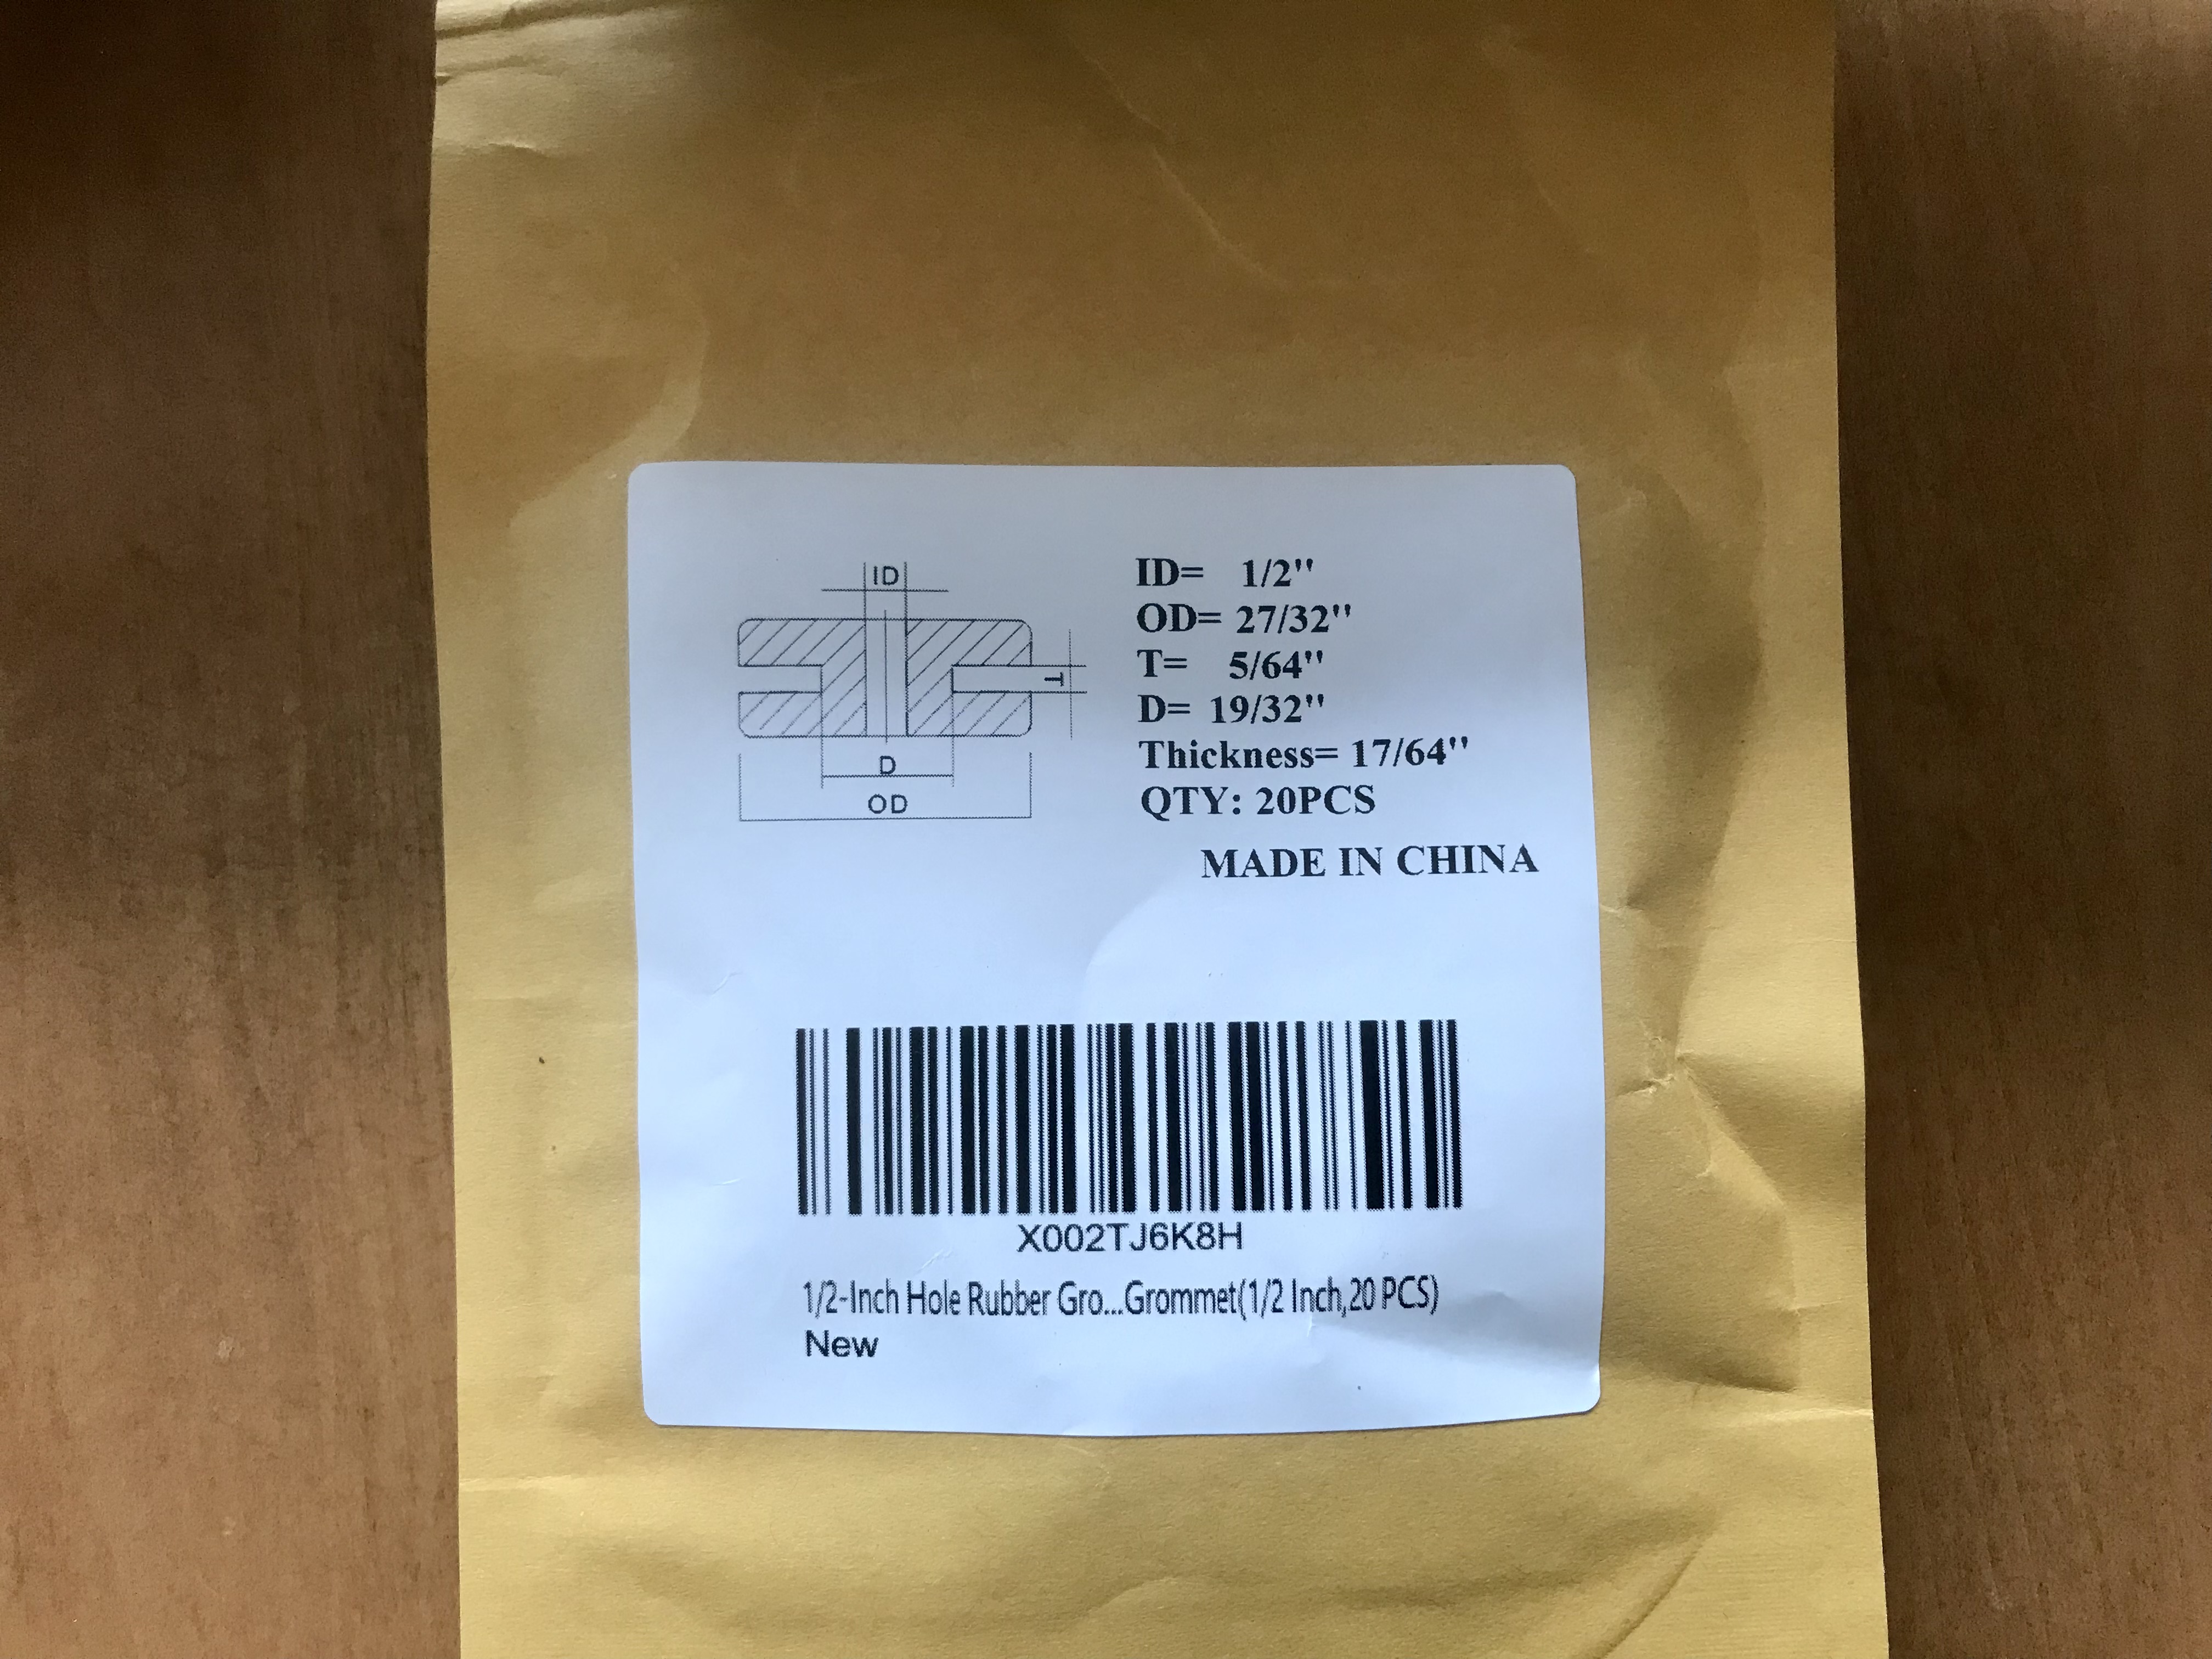 ID
T
D
OD
ID= 1/2"
OD= 27/32"
T= 5/64"
D= 19/32"
Thickness= 17/64"
QTY: 20PCS
MADE IN CHINA
X002TJ6K8H
1/2-Inch Hole Rubber Gro...Grommet(1/2 Inch,20 PCS)
New